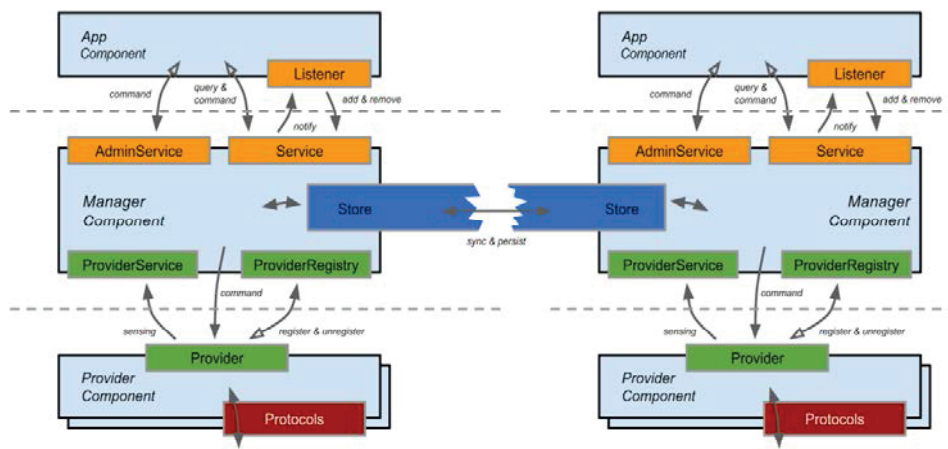 App
Component
Listener
command
query &
command
notify
add & remove
AdminService
Service
Manager
Component
Store
ProviderService
ProviderRegistry
command
sensing
register & unregister
Provider
Provider
Component
Protocols
sync & persist
App
Component
Listener
command
query &
command
notify
add & remove
AdminService
Service
Store
Manager
Component
ProviderService
ProviderRegistry
command
sensing
register & unregister
Provider
Provider
Component
Protocols